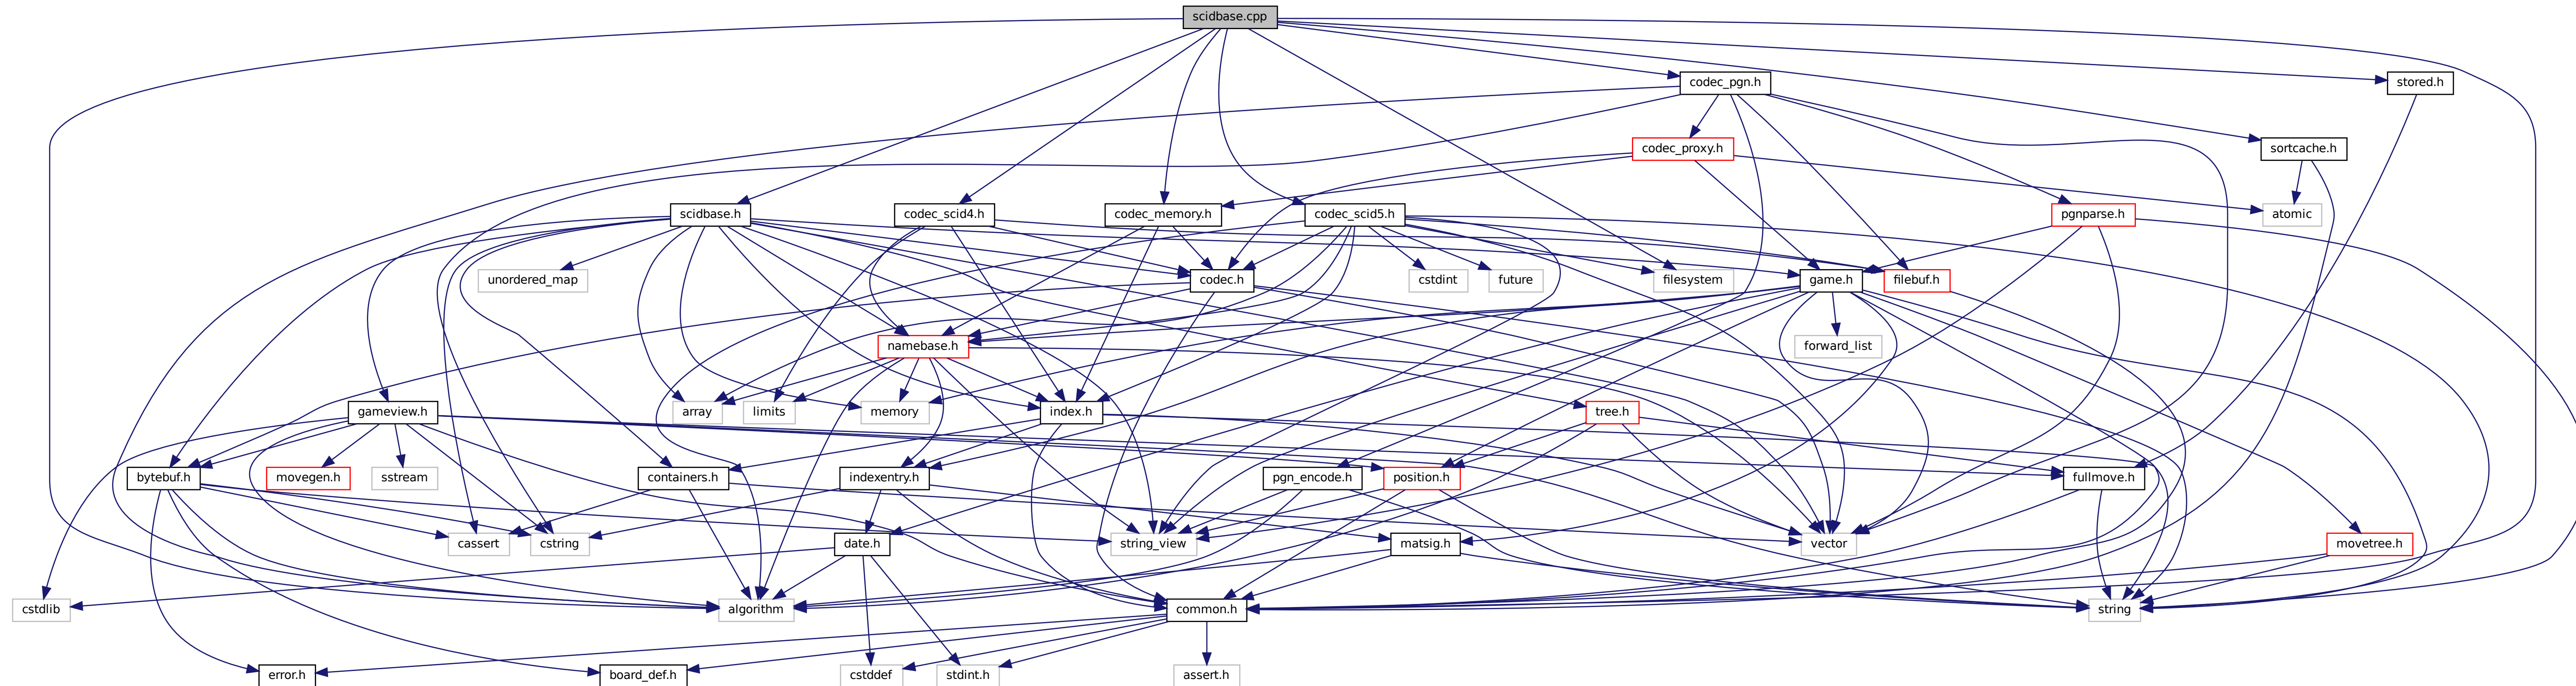 scidbase.cpp
codec_pgn.h
stored.h
codec_proxy.h
sortcache.h
scidbase.h
codec_scid4.h
codec_memory.h
codec_scid5.h
pgnparse.h
atomic
unordered_map
codec.h
cstdint
future
filesystem
game.h
filebuf.h
namebase.h
forward_list
array
limits
memory
index.h
tree.h
gameview.h
bytebuf.h
movegen.h
sstream
containers.h
indexentry.h
pgn_encode.h
position.h
fullmove.h
cassert
cstring
date.h
string_view
matsig.h
vector
movetree.h
cstdlib
algorithm
common.h
string
error.h
board_def.h
cstddef
stdint.h
assert.h